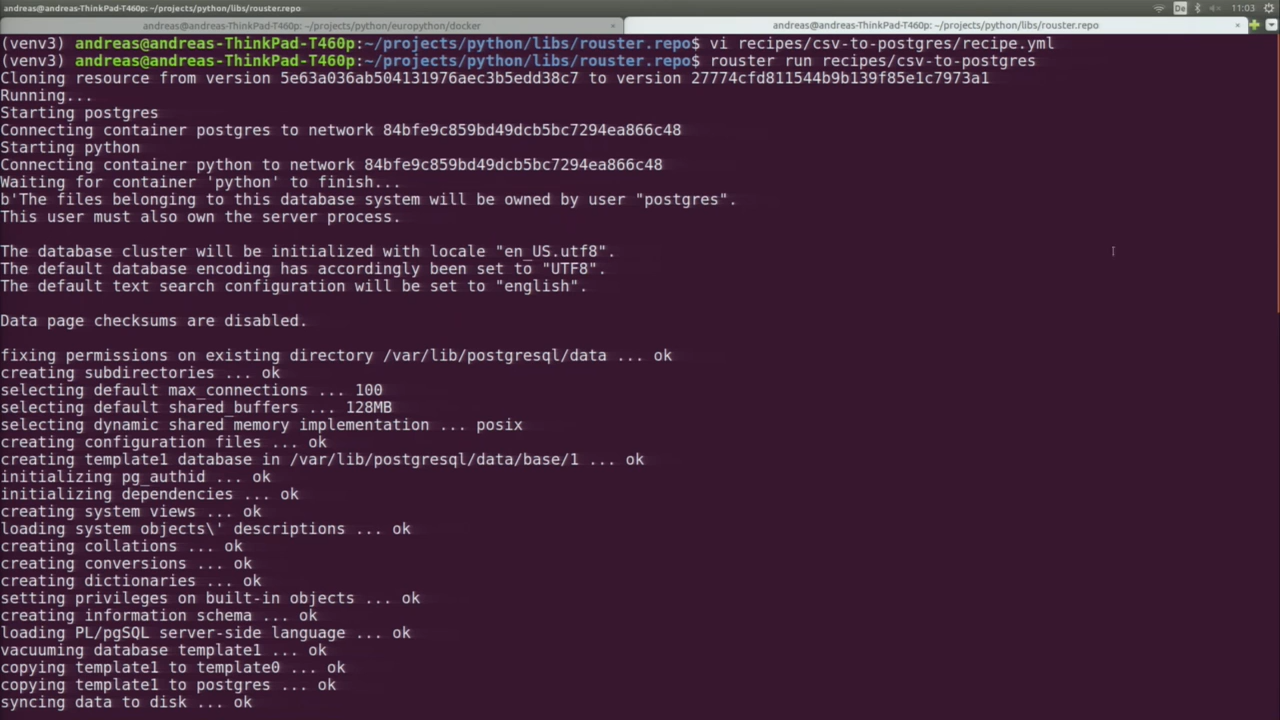 andreas@andreas-ThinkPad-T460p: ~/projects/python/libs/rouster.repo
De
11:03
andreas@andreas-ThinkPad-T460p: ~/projects/python/europython/docker
andreas@andreas-ThinkPad-T460p: ~/projects/python/libs/rouster.repo
(venv3) andreas@andreas-ThinkPad-T460p:~/projects/python/libs/rouster.repo$ vi recipes/csv-to-postgres/recipe.yml
(venv3) andreas@andreas-ThinkPad-T460p:~/projects/python/libs/rouster.repo$ rouster run recipes/csv-to-postgres
Cloning resource from version 5e63a036ab504131976aec3b5edd38c7 to version 27774cfd811544b9b139f85e1c7973a1
Running...
Starting postgres
Connecting container postgres to network 84bfe9c859bd49dcb5bc7294ea866c48
Starting python
Connecting container python to network 84bfe9c859bd49dcb5bc7294ea866c48
Waiting for container 'python' to finish...
b'The files belonging to this database system will be owned by user "postgres".
This user must also own the server process.
The database cluster will be initialized with locale "en_US.utf8".
The default database encoding has accordingly been set to "UTF8".
The default text search configuration will be set to "english".
Data page checksums are disabled.
fixing permissions on existing directory /var/lib/postgresql/data ... ok
creating subdirectories ... ok
selecting default max_connections ... 100
selecting default shared_buffers ... 128MB
selecting dynamic shared memory implementation ... posix
creating configuration files ... ok
creating template1 database in /var/lib/postgresql/data/base/1 ... ok
initializing pg_authid ... ok
initializing dependencies ... ok
creating system views ... ok
loading system objects\' descriptions ... ok
creating collations ... ok
creating conversions ... ok
creating dictionaries ... ok
setting privileges on built-in objects ... ok
creating information schema ... ok
loading PL/pgSQL server-side language ... ok
vacuuming database template1 ... ok
copying template1 to template0 ... ok
copying template1 to postgres ... ok
syncing data to disk ... ok